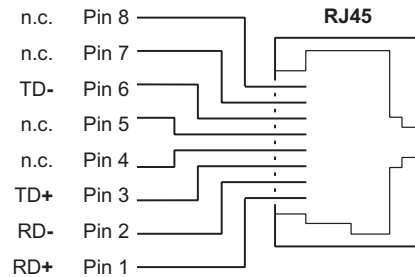 RJ45
n.c. Pin 8
n.c. Pin 7
TD- Pin 6
n.c. Pin 5
n.c. Pin 4
TD+ Pin 3
RD- Pin 2
RD+ Pin 1